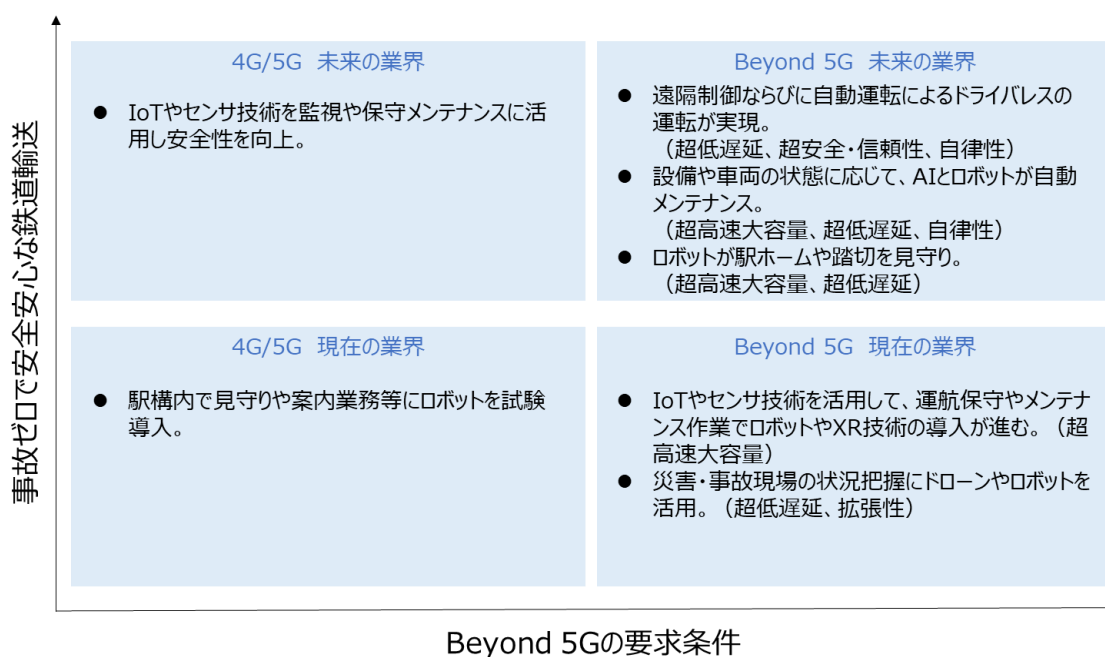 事故ゼロで安全安心な鉄道輸送
4G/5G 未来の業界
● IoTやセンサ技術を監視や保守メンテナンスに活
用し安全性を向上。
Beyond 5G 未来の業界
● 遠隔制御ならびに自動運転によるドライバレスの
運転が実現。
（超低遅延、超安全・信頼性、自律性）
● 設備や車両の状態に応じて、AIとロボットが自動
メンテナンス。
（超高速大容量、超低遅延、自律性）
● ロボットが駅ホームや踏切を見守り。
（超高速大容量、超低遅延）
4G/5G 現在の業界
● 駅構内で見守りや案内業務等にロボットを試験
導入。
Beyond 5G 現在の業界
● IoTやセンサ技術を活用して、運航保守やメンテナ
ンス作業でロボットやXR技術の導入が進む。（超
高速大容量）
● 災害・事故現場の状況把握にドローンやロボットを
活用。（超低遅延、拡張性）
Beyond 5Gの要求条件